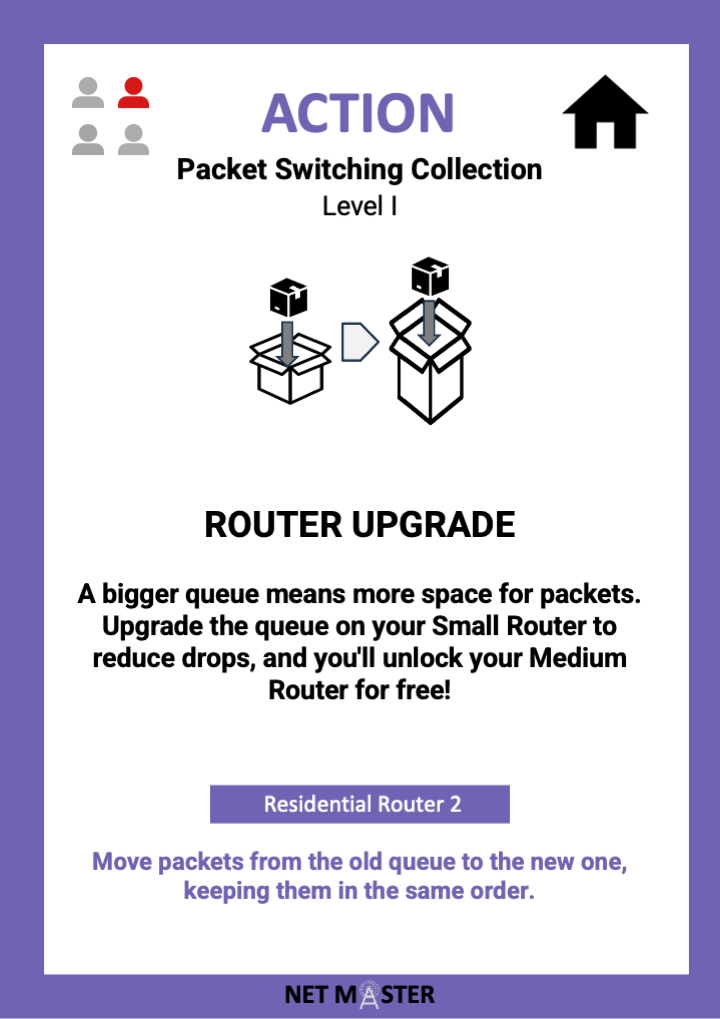 ACTION
Packet Switching Collection
Level I
ROUTER UPGRADE
A bigger queue means more space for packets.
Upgrade the queue on your Small Router to
reduce drops, and you'll unlock your Medium
Router for free!
Residential Router 2
Move packets from the old queue to the new one,
keeping them in the same order.
NET MASTER